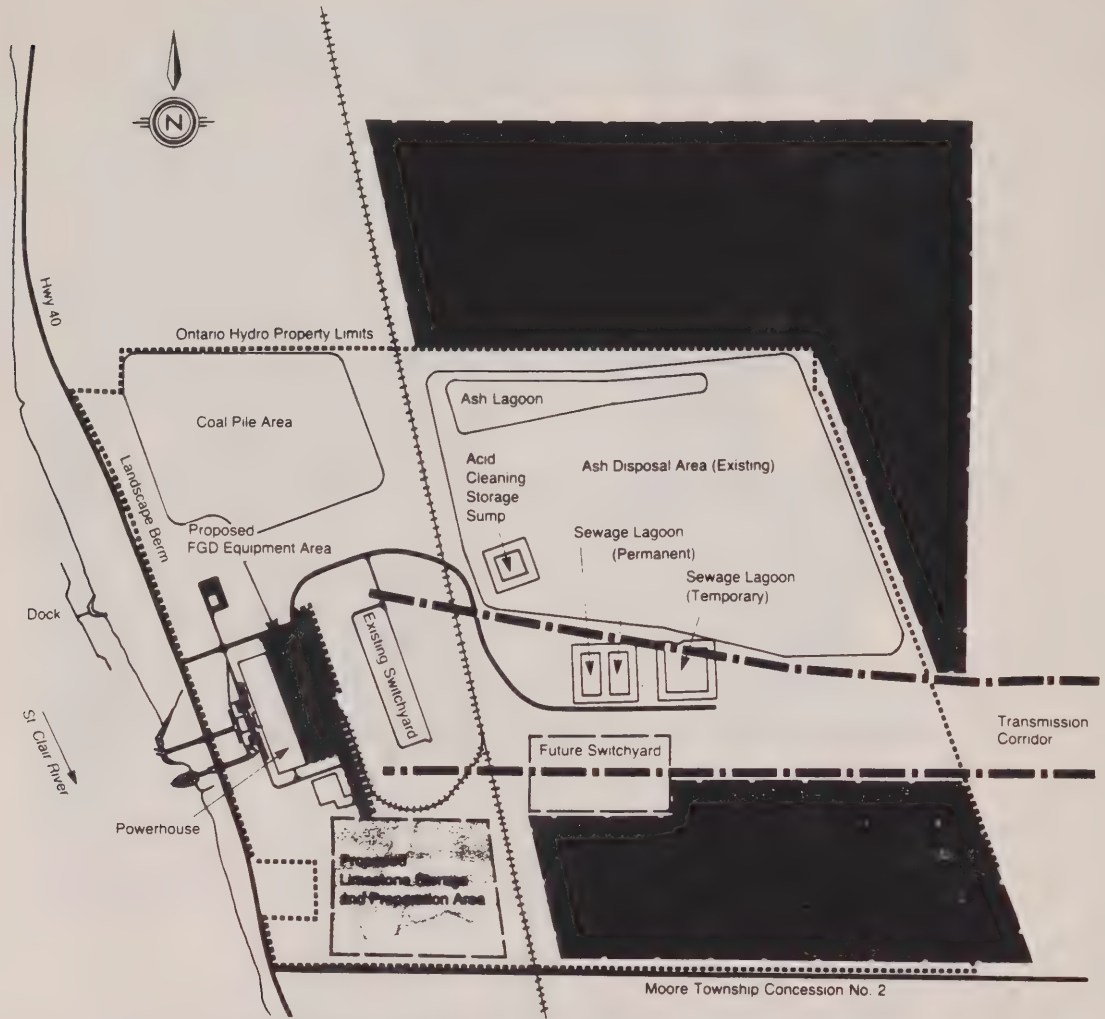 N
Hwy 40
Ontario Hydro Property Limits
Ash Lagoon
Coal Pile Area
Acid
Cleaning
Storage
Sump
Ash Disposal Area (Existing)
Landscape Berm
Proposed
FGD Equipment Area
Sewage Lagoon
(Permanent)
Sewage Lagoon
(Temporary)
Dock
Existing Switchyard
St Clair River
Transmission
Corridor
Future Switchyard
Powerhouse
Proposed
Limestone Storage
and Preparation Area
Moore Township Concession No. 2